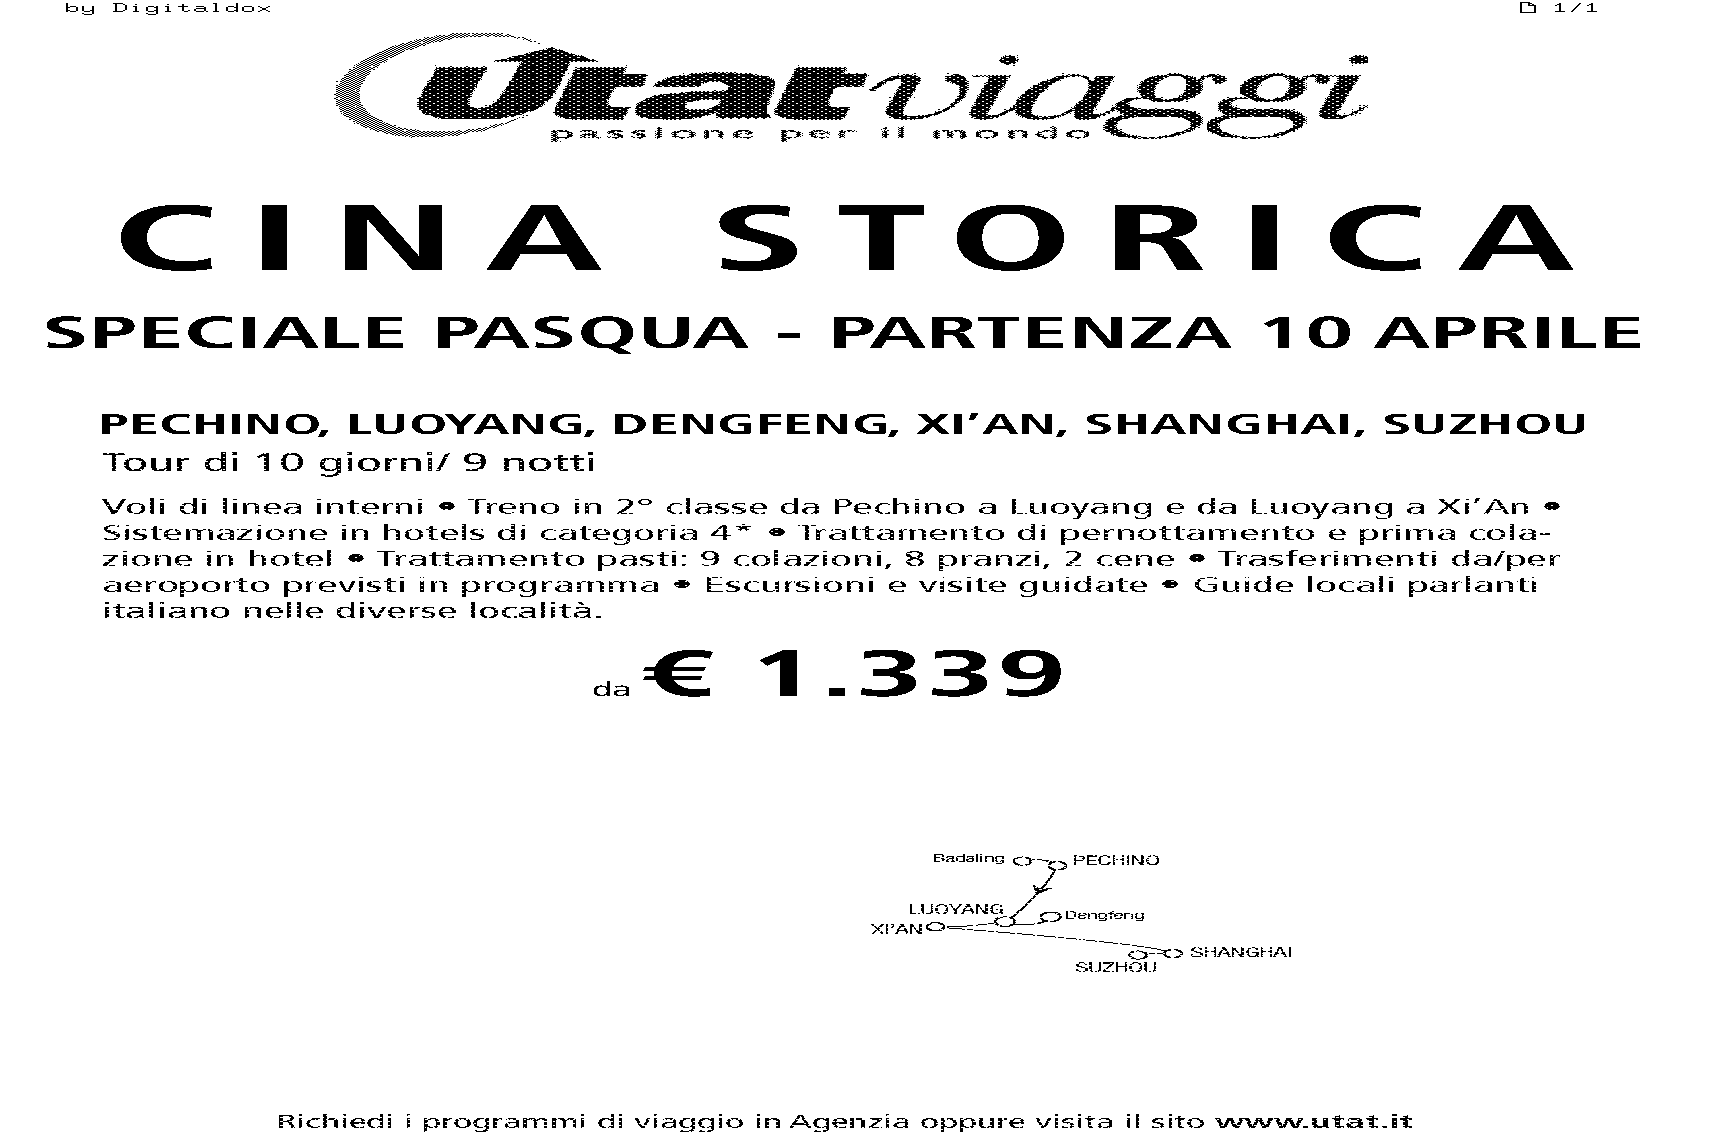 by Digitaldox 1/1
Utat viaggi
passione per il mondo
CINA STORICA
SPECIALE PASQUA - PARTENZA 10 APRILE
PECHINO, LUOYANG, DENGFENG, XI'AN, SHANGHAI, SUZHOU
Tour di 10 giorni/ 9 notti
Voli di linea interni • Treno in 2° classe da Pechino a Luoyang e da Luoyang a Xi'An •
Sistemazione in hotels di categoria 4* • Trattamento di pernottamento e prima cola-
zione in hotel • Trattamento pasti: 9 colazioni, 8 pranzi, 2 cene • Trasferimenti da/per
aeroporto previsti in programma • Escursioni e visite guidate • Guide locali parlanti
italiano nelle diverse località.
da € 1.339
Badaling PECHINO
LUOYANG Dengfeng
XI'AN
SHANGHAI
SUZHOU
Richiedi i programmi di viaggio in Agenzia oppure visita il sito www.utat.it